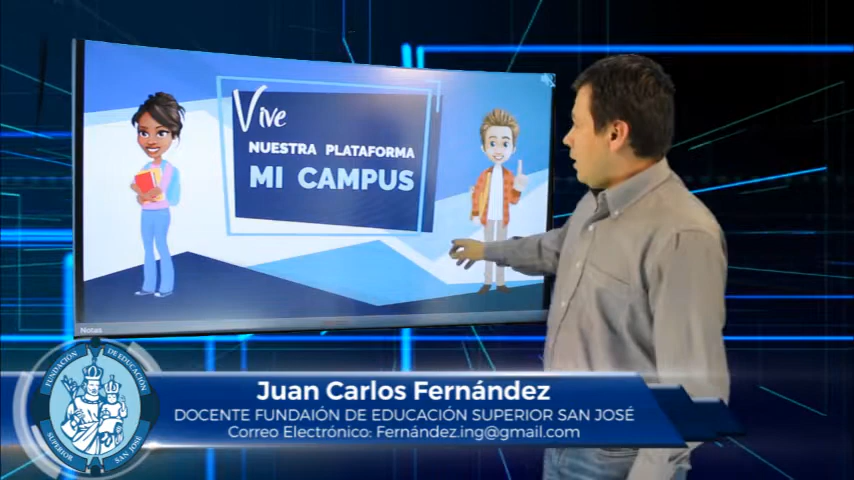 Vive
NUESTRA PLATAFORMA
MI CAMPUS
Notas
FUNDACIÓN DE EDUCACIÓN
SUPERIOR SAN JOSÉ
Juan Carlos Fernández
DOCENTE FUNDAIÓN DE EDUCACIÓN SUPERIOR SAN JOSÉ
Correo Electrónico: Fernández.ing@gmail.com